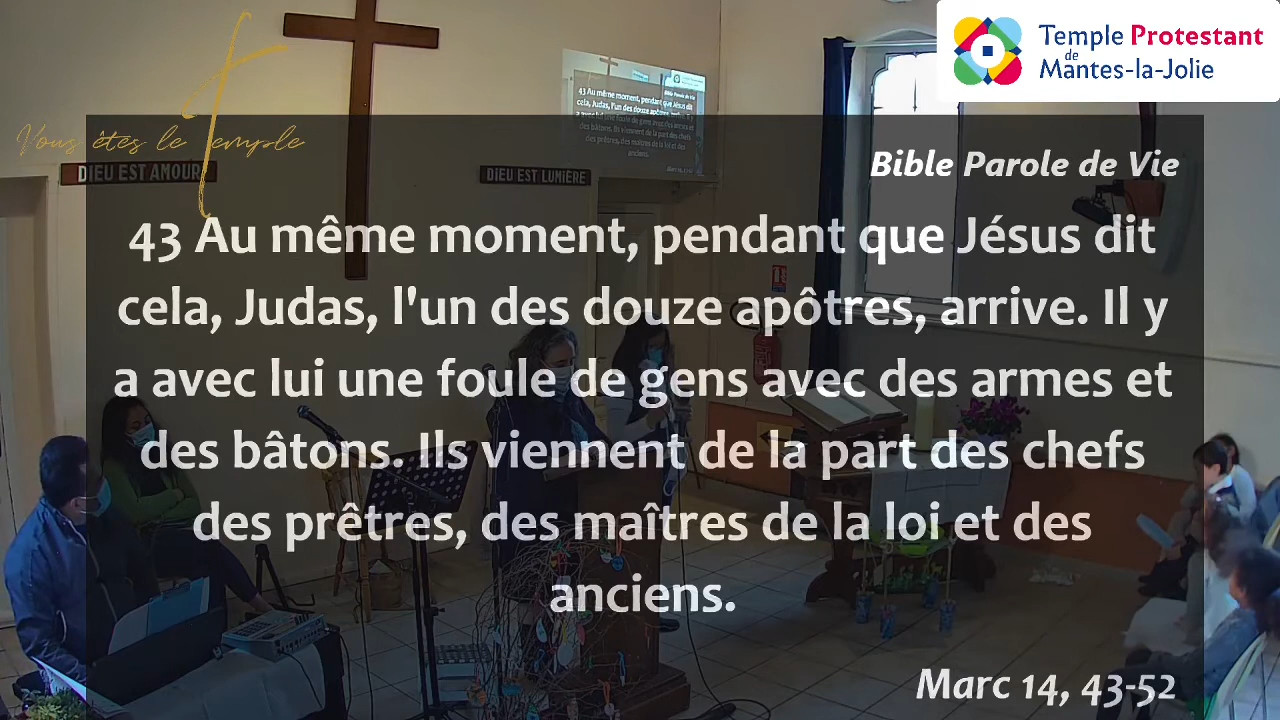 Temple Protestant
de
Mantes-la-Jolie
Vous êtes le Temple
DIEU EST AMOUR
DIEU EST LUMIÈRE
Bible Parole de Vie
43 Au même moment, pendant que Jésus dit
cela, Judas, l'un des douze apôtres, arrive. Il y
a avec lui une foule de gens avec des armes et
des bâtons. Ils viennent de la part des chefs
des prêtres, des maîtres de la loi et des
anciens.
Marc 14, 43-52